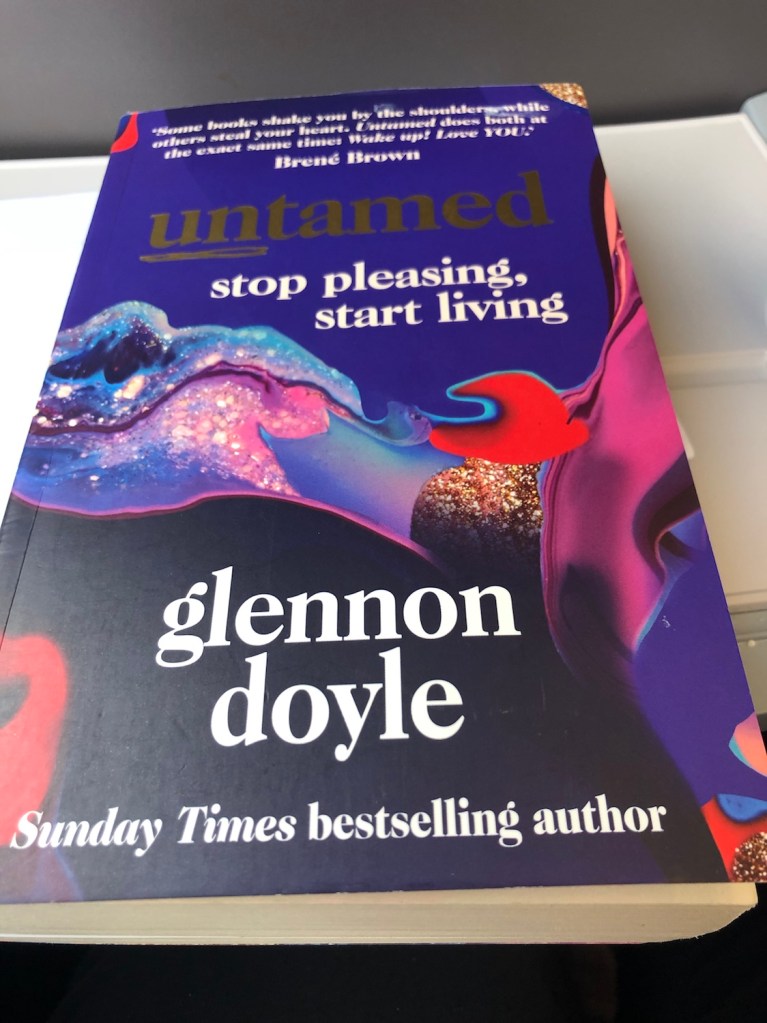 'Some books shake you by the shoulders, while
others steal your heart. Untamed does both at
the exact same time: Wake up! Love YOU.'
Brené Brown
untamed
stop pleasing,
start living
glennon
doyle
Sunday Times bestselling author